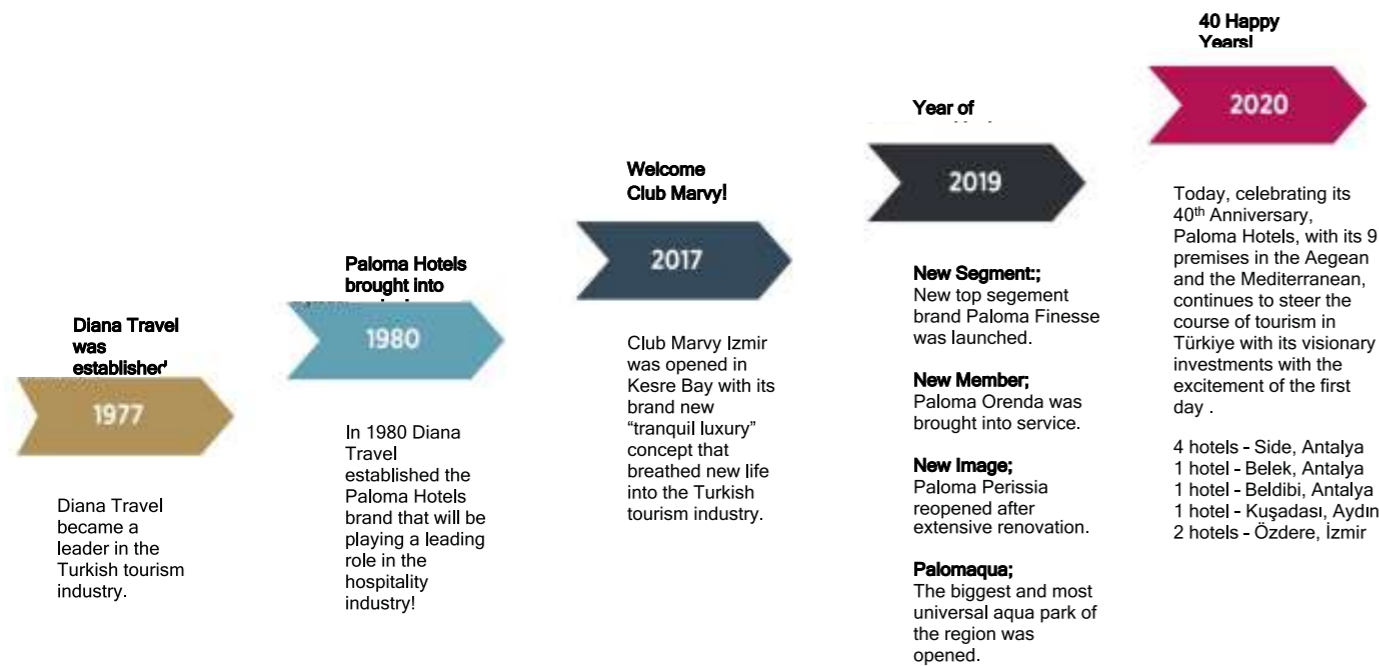 Diana Travel
was
established
1977
Diana Travel
became a
leader in the
Turkish tourism
industry.
Paloma Hotels
brought into
1980
In 1980 Diana
Travel
established the
Paloma Hotels
brand that will be
playing a leading
role in the
hospitality
industry!
Welcome
Club Marvy!
2017
Club Marvy Izmir
was opened in
Kesre Bay with its
brand new
“tranquil luxury”
concept that
breathed new life
into the Turkish
tourism industry.
Year of
2019
New Segment:;
New top segement
brand Paloma Finesse
was launched.
New Member;
Paloma Orenda was
brought into service.
New Image;
Paloma Perissia
reopened after
extensive renovation.
Palomaqua;
The biggest and most
universal aqua park of
the region was
opened.
40 Happy
Years!
2020
Today, celebrating its
40th Anniversary,
Paloma Hotels, with its 9
premises in the Aegean
and the Mediterranean,
continues to steer the
course of tourism in
Türkiye with its visionary
investments with the
excitement of the first
day .
4 hotels - Side, Antalya
1 hotel - Belek, Antalya
1 hotel - Beldibi, Antalya
1 hotel - Kuşadası, Aydın
2 hotels - Özdere, İzmir